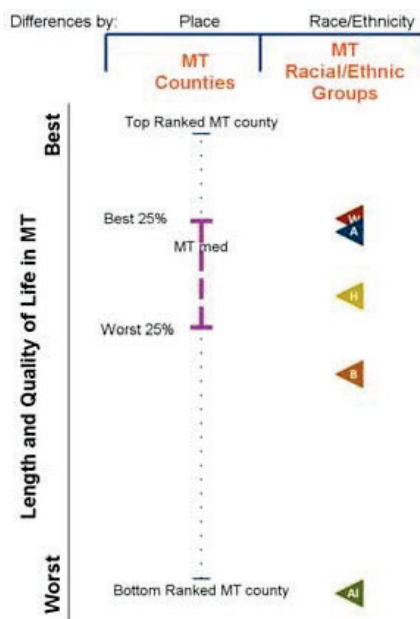 Differences by: Place Race/Ethnicity
MT
Counties
MT
Racial/Ethnic
Groups
Best
Top Ranked MT county
Best 25%
W
A
MT med
H
Worst 25%
B
Length and Quality of Life in MT
Worst
Bottom Ranked MT county
AI